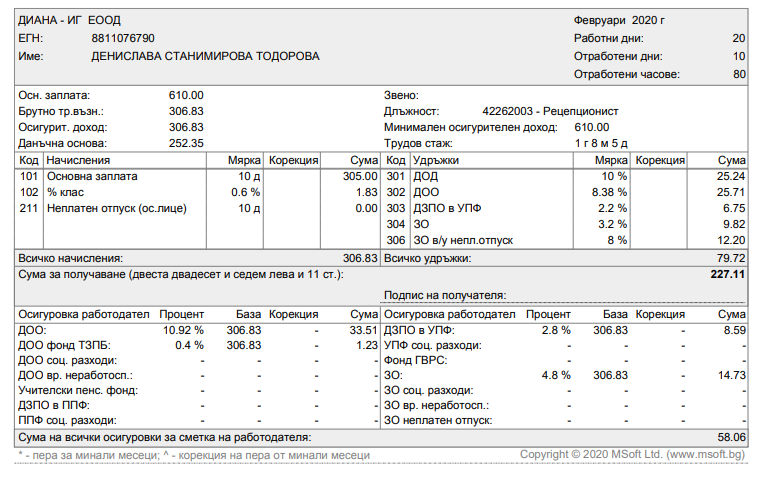 ДИАНА - ИГ ЕООД Февруари 2020 г
ЕГН: 8811076790 Работни дни: 20
Име: ДЕНИСЛАВА СТАНИМИРОВА ТОДОРОВА Отработени дни: 10
Отработени часове: 80
Осн. заплата: 610.00 Звено:
Брутно тр.възн.: 306.83 Длъжност: 42262003 - Рецепционист
Осигурит. доход: 306.83 Минимален осигурителен доход: 610.00
Данъчна основа: 252.35 Трудов стаж: 1 г 8 м 5 д
Код Начисления Мярка Корекция Сума Код Удръжки Мярка Корекция Сума
101 Основна заплата 10 д 305.00 301 ДОД 10 % 25.24
102 % клас 0.6 % 1.83 302 ДОО 8.38 % 25.71
211 Неплатен отпуск (ос.лице) 10 д 0.00 303 ДЗПО в УПФ 2.2 % 6.75
304 ЗО 3.2 % 9.82
306 ЗО в/у непл.отпуск 8 % 12.20
Всичко начисления: 306.83 Всичко удръжки: 79.72
Сума за получаване (двеста двадесет и седем лева и 11 ст.): 227.11
Подпис на получателя:
Осигуровка работодател Процент База Корекция Сума Осигуровка работодател Процент База Корекция Сума
ДОО: 10.92 % 306.83 - 33.51 ДЗПО в УПФ: 2.8 % 306.83 - 8.59
ДОО фонд ТЗПБ: 0.4 % 306.83 - 1.23 УПФ соц. разходи: - - - -
ДОО соц. разходи: - - - - Фонд ГВРС: - - - -
ДОО вр. неработосп.: - - - - ЗО: 4.8 % 306.83 - 14.73
Учителски пенс. фонд: - - - - ЗО соц. разходи: - - - -
ДЗПО в ППФ: - - - - ЗО вр. неработосп.: - - - -
ППФ соц. разходи: - - - - ЗО неплатен отпуск: - - - -
Сума на всички осигуровки за сметка на работодателя: 58.06
* - пера за минали месеци; ^ - корекция на пера от минали месеци Copyright © 2020 MSoft Ltd. (www.msoft.bg)